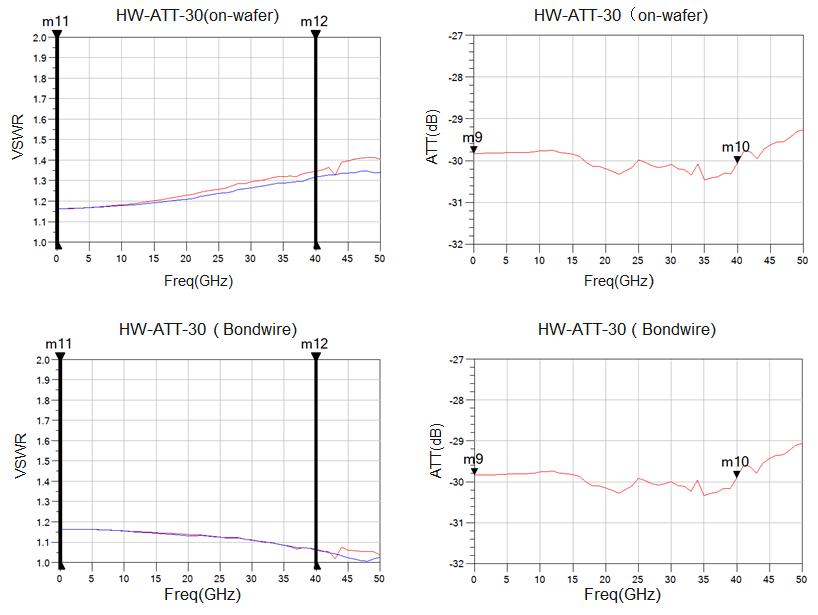 HW-ATT-30(on-wafer)
m11
m12
VSWR
2.0
1.9
1.8
1.7
1.6
1.5
1.4
1.3
1.2
1.1
1.0
0 5 10 15 20 25 30 35 40 45 50
Freq(GHz)
HW-ATT-30（on-wafer)
ATT(dB)
-27
-28
-29
-30
-31
-32
m9
m10
0 5 10 15 20 25 30 35 40 45 50
Freq(GHz)
HW-ATT-30 ( Bondwire)
m11
m12
VSWR
2.0
1.9
1.8
1.7
1.6
1.5
1.4
1.3
1.2
1.1
1.0
0 5 10 15 20 25 30 35 40 45 50
Freq(GHz)
HW-ATT-30 ( Bondwire)
ATT(dB)
-27
-28
-29
-30
-31
-32
m9
m10
0 5 10 15 20 25 30 35 40 45 50
Freq(GHz)